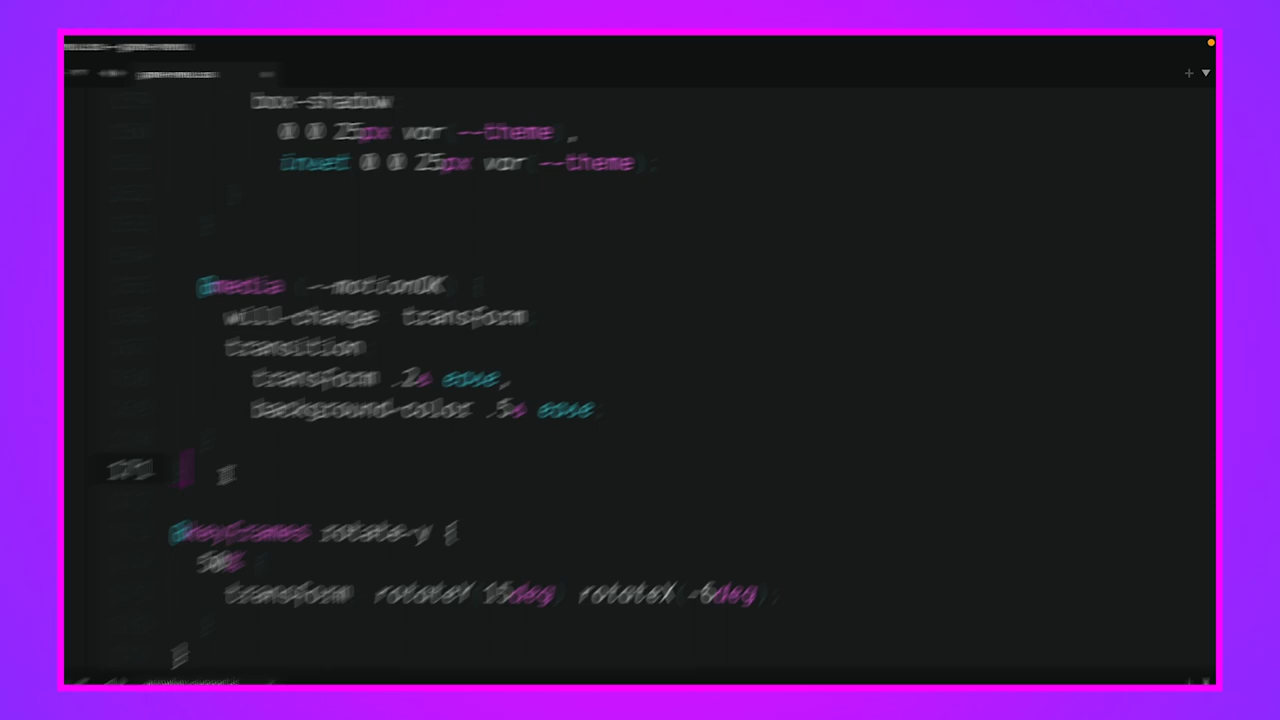 box-shadow
0 0 25px var(--theme),
inset 0 0 25px var(--theme);
@media (--motionOK) {
will-change transform
transition
transform .2s ease,
background-color .5s ease;
@keyframes rotate-y {
50% {
transform rotateY(15deg) rotateX(-6deg);
}